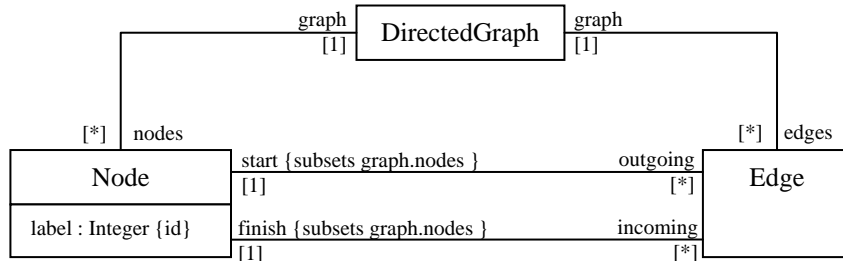 graph
DirectedGraph
graph
[1]
[1]
[*] nodes
[*] edges
Node
start {subsets graph.nodes }
outgoing
Edge
[1]
[*]
label : Integer {id}
finish {subsets graph.nodes }
incoming
[1]
[*]